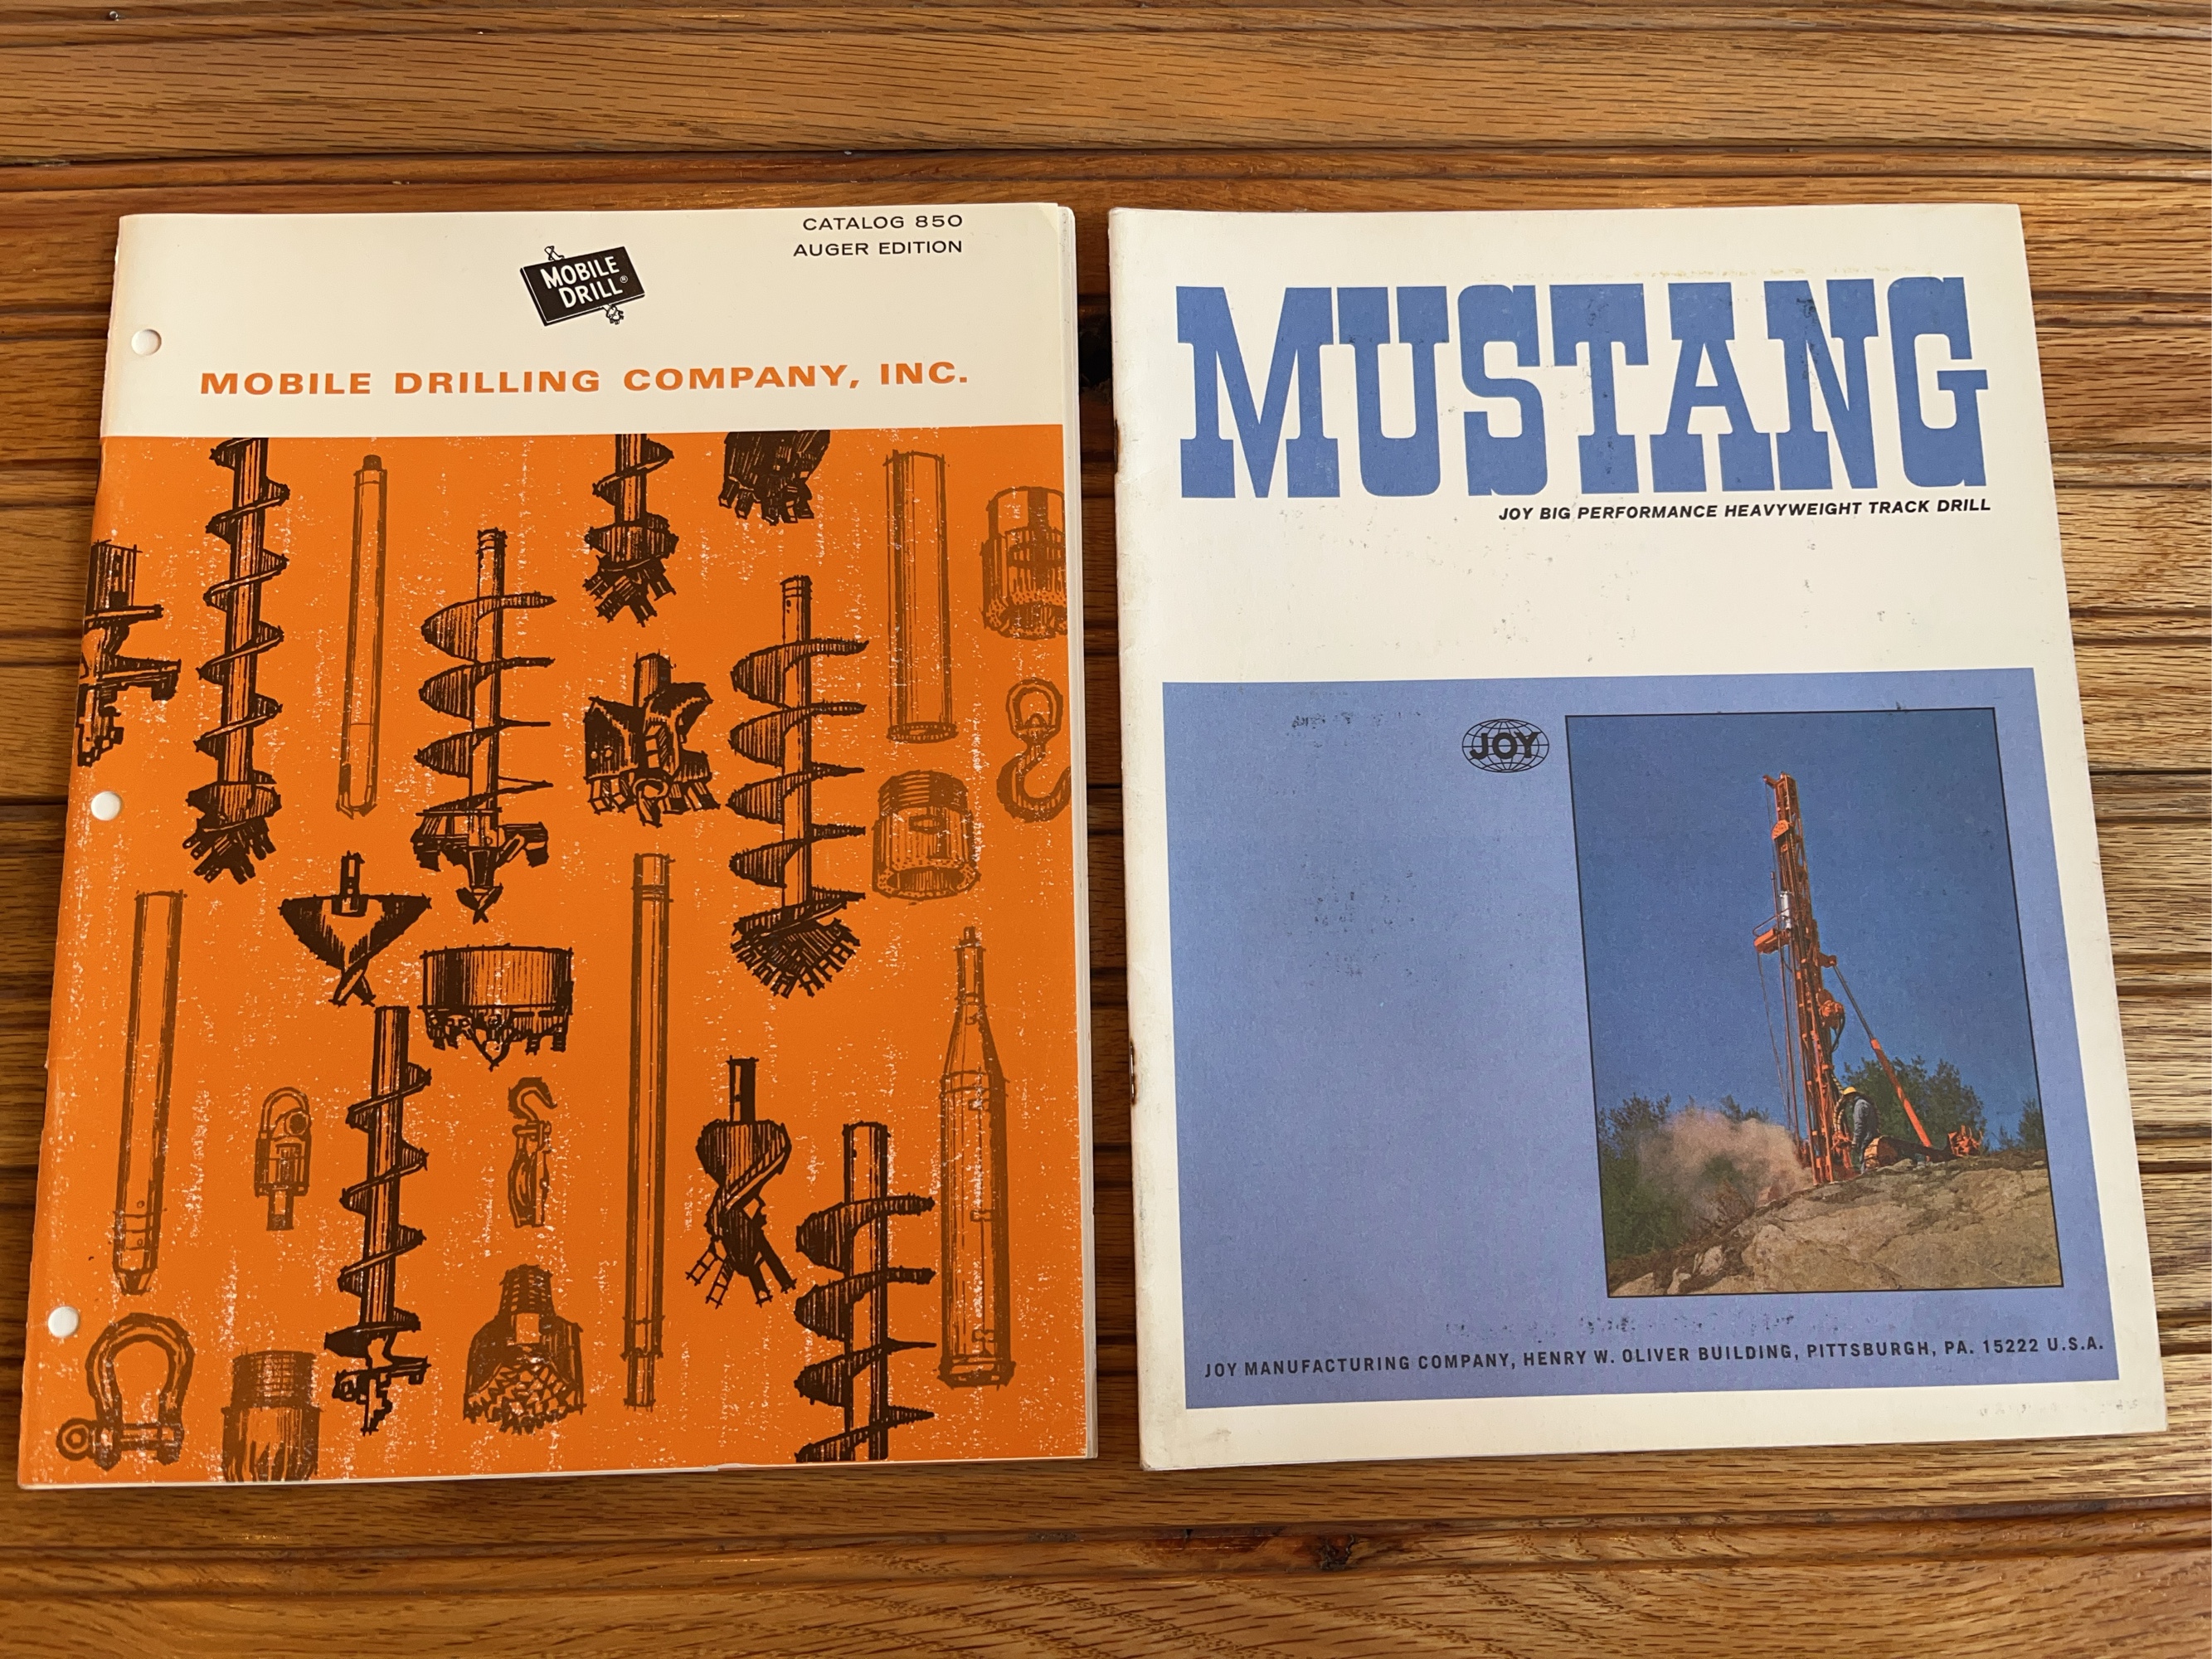 CATALOG 850
AUGER EDITION
MOBILE
DRILL®
MOBILE DRILLING COMPANY, INC.
MUSTANG
JOY BIG PERFORMANCE HEAVYWEIGHT TRACK DRILL
JOY
JOY MANUFACTURING COMPANY, HENRY W. OLIVER BUILDING, PITTSBURGH, PA. 15222 U.S.A.